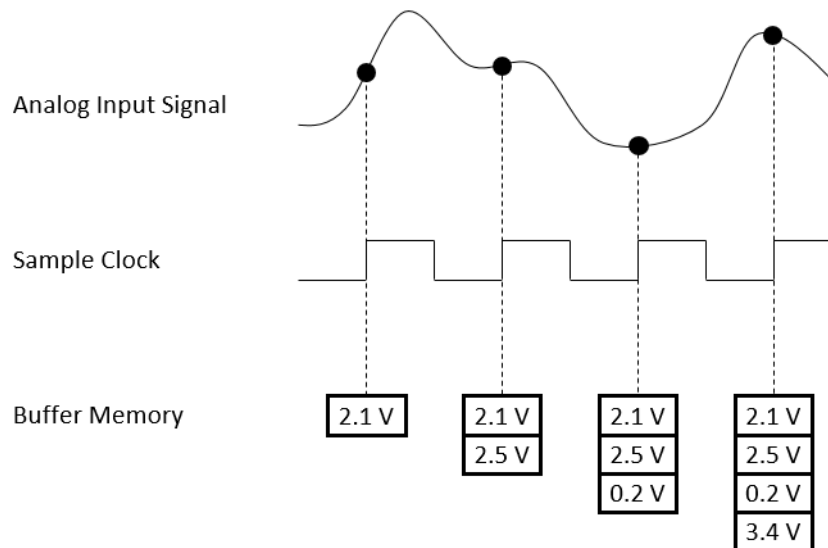 Analog Input Signal
Sample Clock
Buffer Memory
2.1 V
2.1 V
2.5 V
2.1 V
2.5 V
0.2 V
2.1 V
2.5 V
0.2 V
3.4 V